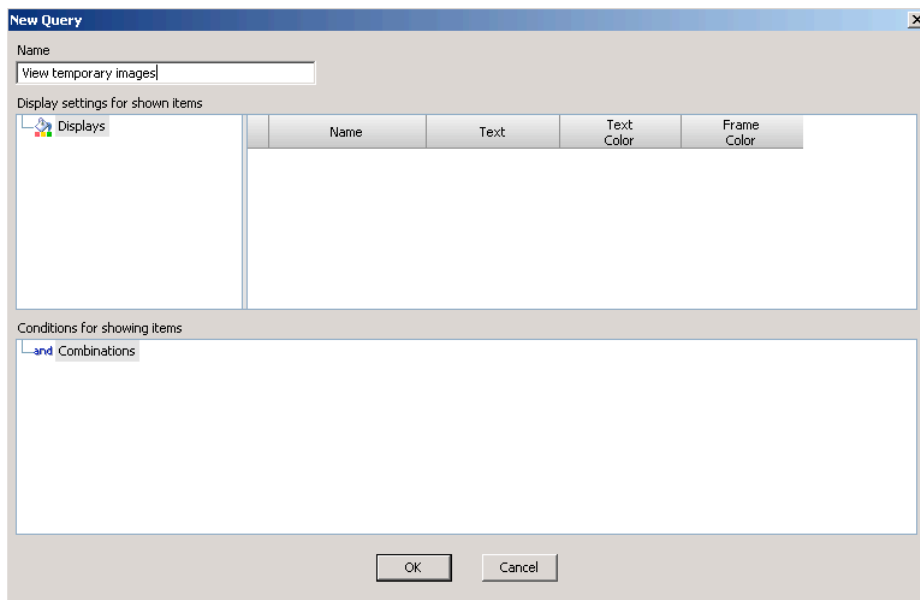 New Query
Name
View temporary images
Display settings for shown items
Displays
Name Text Text Color Frame Color
Conditions for showing items
and Combinations
OK Cancel